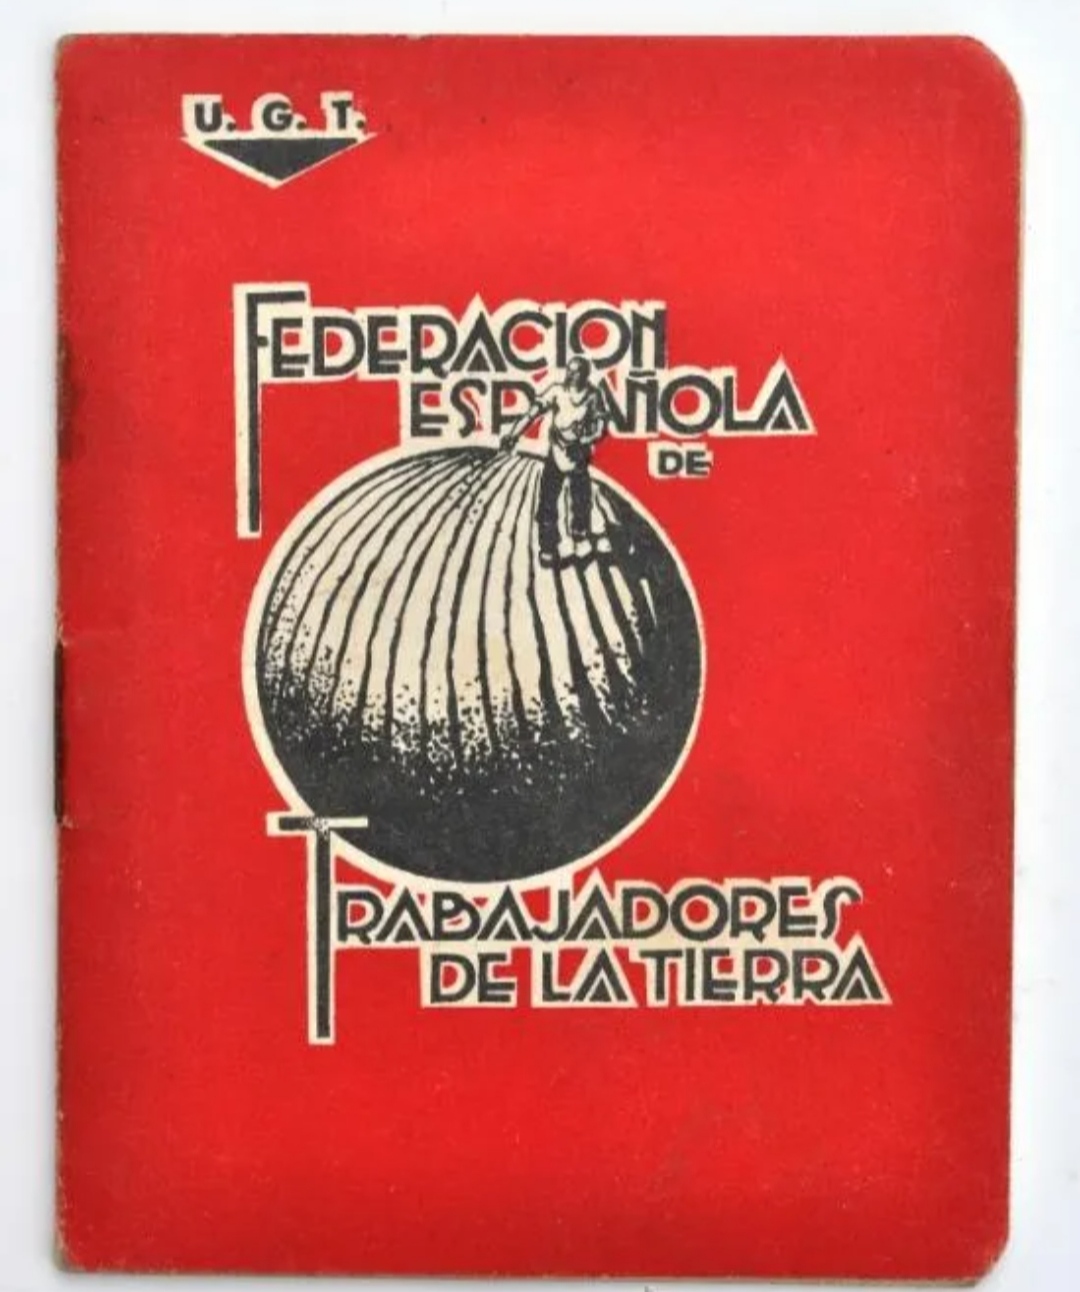 U. G. T.
FEDERACION
ESPAÑOLA
DE
TRABAJADORES
DE LA TIERRA